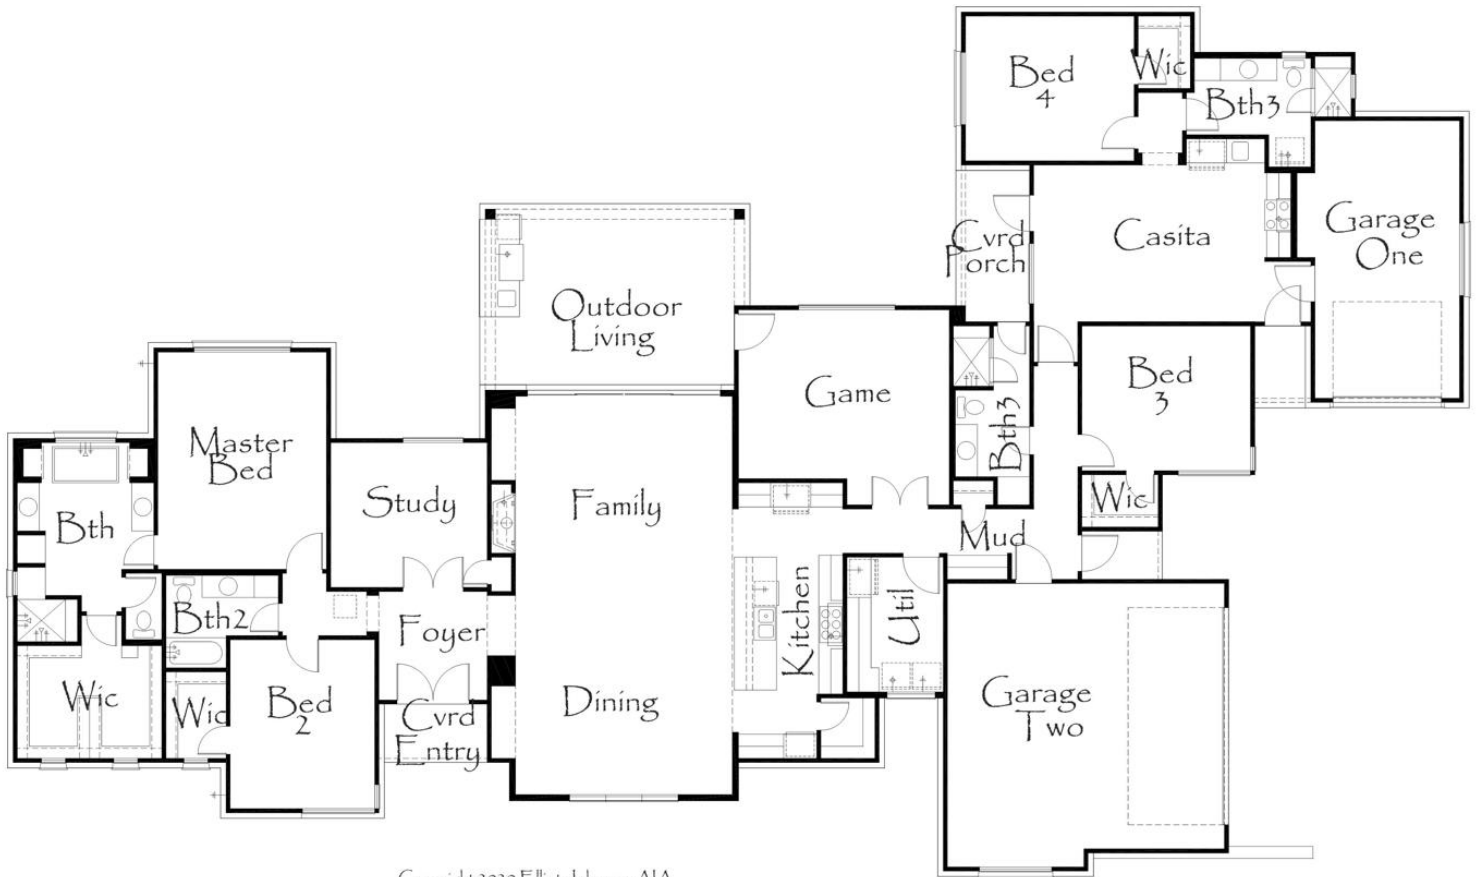 Bed
4
Wic
Bth3
Garage
One
Casita
Cvrd
Porch
Outdoor
Living
Game
Bed
3
Bth3
Wic
Mud
Master
Bed
Study
Family
Bth
Bth2
Foyer
Kitchen
Util
Wic
Wic
Bed
2
Cvrd
Entry
Dining
Garage
Two